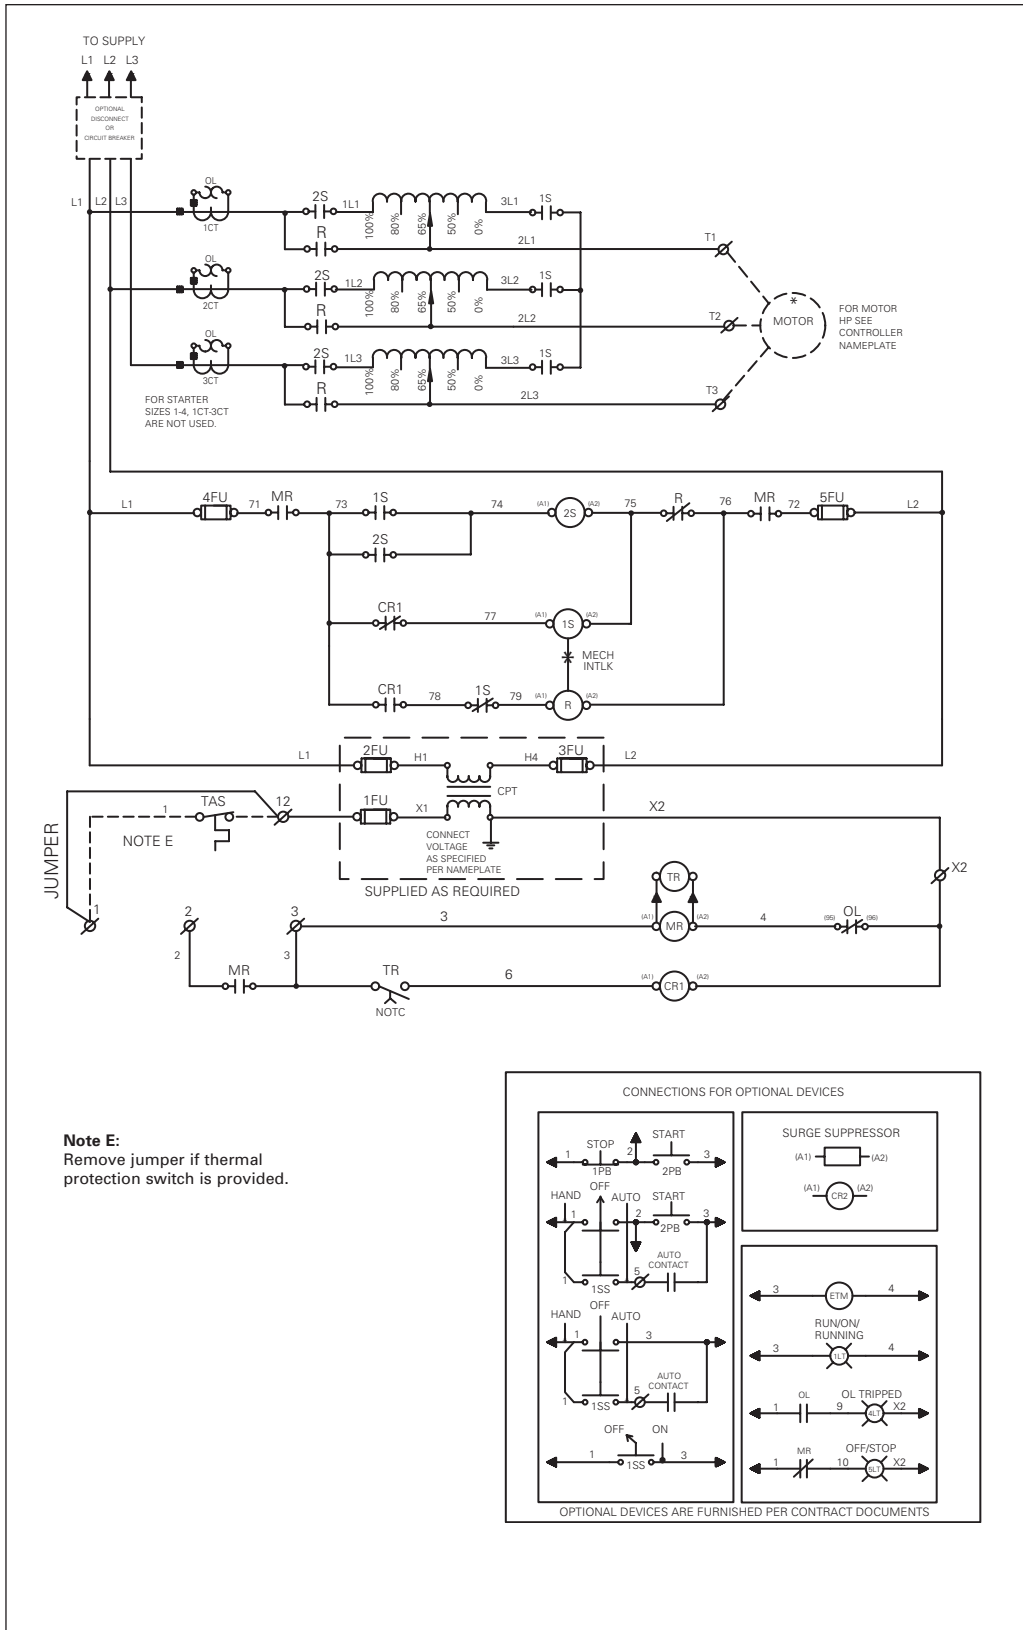 TO SUPPLY
L1 L2 L3
OPTIONAL
DISCONNECT
OR
CIRCUIT BREAKER
L1 L2 L3
OL
1CT
2S
1L1
100%
80%
65%
50%
0%
3L1
1S
R
2L1
T1
OL
2CT
2S
1L2
100%
80%
65%
50%
0%
3L2
1S
R
2L2
T2
*
MOTOR
FOR MOTOR
HP SEE
CONTROLLER
NAMEPLATE
OL
3CT
2S
1L3
100%
80%
65%
50%
0%
3L3
1S
R
2L3
T3
FOR STARTER
SIZES 1-4, 1CT-3CT
ARE NOT USED.
L1
4FU
71
MR
73
1S
74
(A1)
2S
(A2)
75
R
76
MR
72
5FU
L2
2S
CR1
77
(A1)
1S
(A2)
MECH
INTLK
CR1
78
1S
79
(A1)
R
(A2)
L1
2FU
H1
H4
3FU
L2
CPT
1
TAS
12
1FU
X1
X2
NOTE E
JUMPER
CONNECT
VOLTAGE
AS SPECIFIED
PER NAMEPLATE
SUPPLIED AS REQUIRED
X2
TR
1
2
3
3
(A1)
MR
(A2)
4
(95)
OL
(96)
2
3
MR
TR
NOTC
6
(A1)
CR1
(A2)
Note E:
Remove jumper if thermal
protection switch is provided.
CONNECTIONS FOR OPTIONAL DEVICES
1
STOP
1PB
2
START
2PB
3
HAND
OFF
AUTO
1
2
START
2PB
3
1
1SS
5
AUTO
CONTACT
HAND
OFF
AUTO
1
3
1
1SS
5
AUTO
CONTACT
OFF
ON
1
1SS
3
SURGE SUPPRESSOR
(A1)
(A2)
(A1)
CR2
(A2)
3
ETM
4
RUN/ON/
RUNNING
3
1LT
4
OL
OL TRIPPED
1
9
4LT
X2
MR
OFF/STOP
1
10
5LT
X2
OPTIONAL DEVICES ARE FURNISHED PER CONTRACT DOCUMENTS